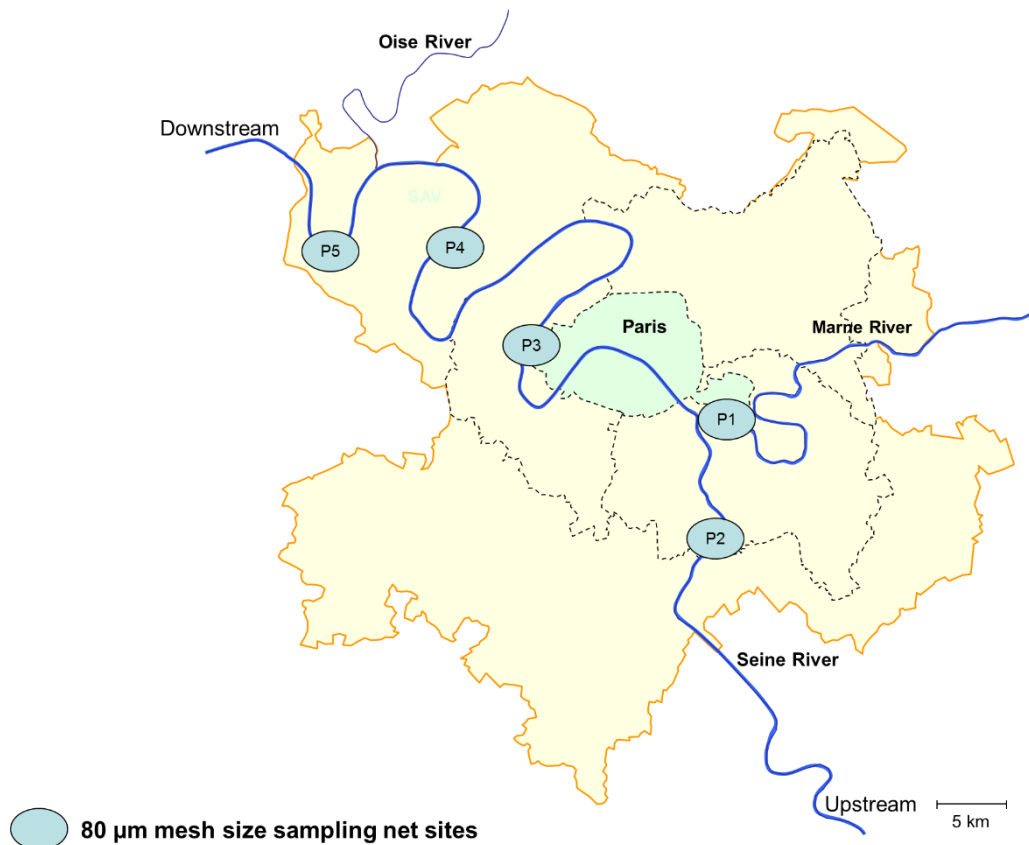 Oise River
Downstream
SAV
P5
P4
P3
Paris
Marne River
P1
P2
Seine River
Upstream
5 km
80 µm mesh size sampling net sites